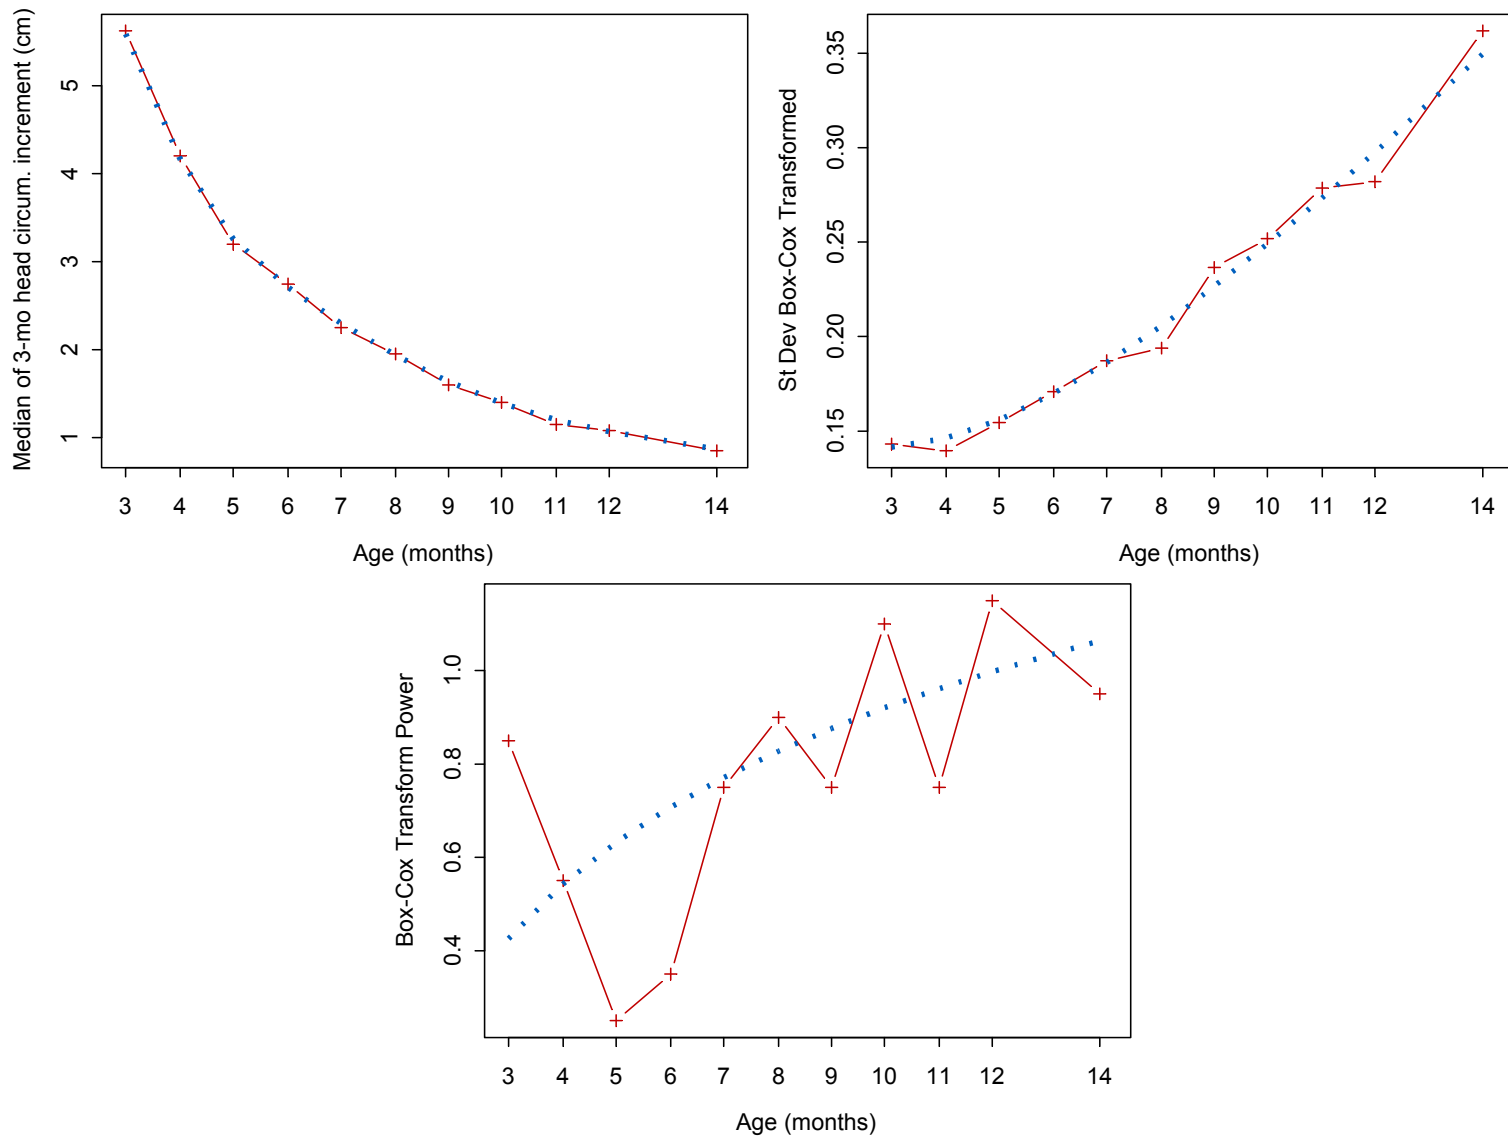 Median of 3-mo head circum. increment (cm)
5
4
3
2
1
3 4 5 6 7 8 9 10 11 12 14
Age (months)
St Dev Box-Cox Transformed
0.35
0.30
0.25
0.20
0.15
3 4 5 6 7 8 9 10 11 12 14
Age (months)
Box-Cox Transform Power
1.0
0.8
0.6
0.4
3 4 5 6 7 8 9 10 11 12 14
Age (months)